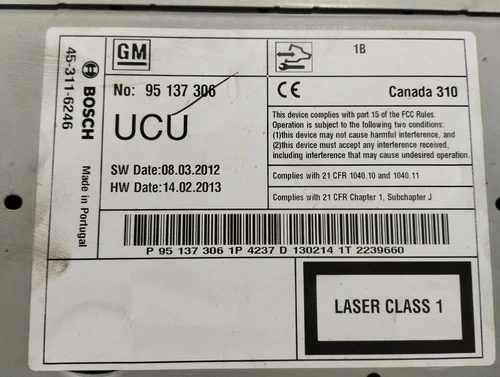 45-311-6246
BOSCH
Made in Portugal
GM
No: 95 137 306
UCU
SW Date:08.03.2012
HW Date:14.02.2013
1B
CE
Canada 310
This device complies with part 15 of the FCC Rules.
Operation is subject to the following two conditions:
(1)this device may not cause harmful interference, and
(2)this device must accept any interference received,
including interference that may cause undesired
operation.
Complies with 21 CFR 1040.10 and 1040.11
Complies with 21 CFR Chapter 1, Subchapter J
P 95 137 306 1P 4237 D 130214 1T 2239660
LASER CLASS 1